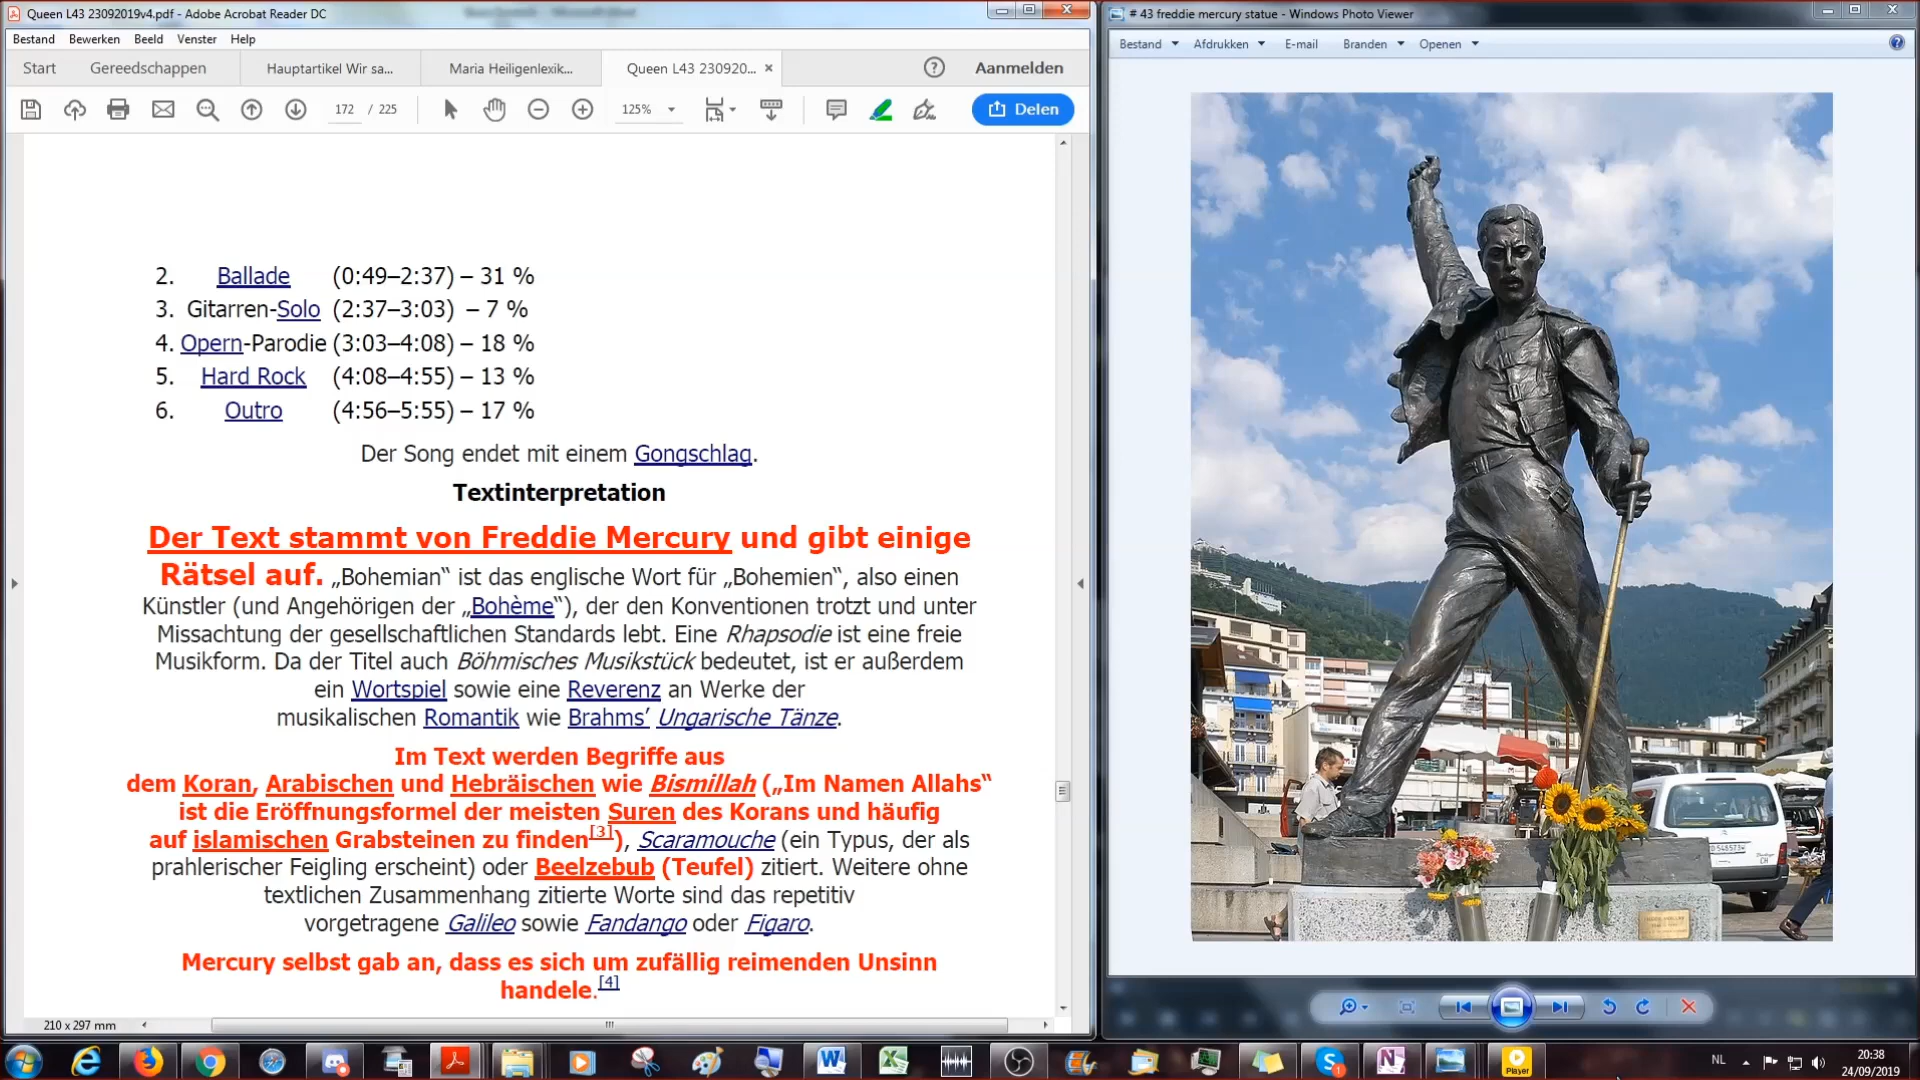 Queen L43 23092019v4.pdf - Adobe Acrobat Reader DC
Bestand Bewerken Beeld Venster Help
Start Gereedschappen Hauptartikel Wir sa... Maria Heiligenlexik... Queen L43 230920... × Aanmelden
172 / 225 125% Delen
2. Ballade (0:49–2:37) – 31 %
3. Gitarren-Solo (2:37–3:03) – 7 %
4. Opern-Parodie (3:03–4:08) – 18 %
5. Hard Rock (4:08–4:55) – 13 %
6. Outro (4:56–5:55) – 17 %
Der Song endet mit einem Gongschlag.
Textinterpretation
Der Text stammt von Freddie Mercury und gibt einige
Rätsel auf. „Bohemian“ ist das englische Wort für „Bohemien“, also einen
Künstler (und Angehörigen der „Bohème“), der den Konventionen trotzt und unter
Missachtung der gesellschaftlichen Standards lebt. Eine Rhapsodie ist eine freie
Musikform. Da der Titel auch Böhmisches Musikstück bedeutet, ist er außerdem
ein Wortspiel sowie eine Reverenz an Werke der
musikalischen Romantik wie Brahms’ Ungarische Tänze.
Im Text werden Begriffe aus
dem Koran, Arabischen und Hebräischen wie Bismillah („Im Namen Allahs“
ist die Eröffnungsformel der meisten Suren des Korans und häufig
auf islamischen Grabsteinen zu finden[3]), Scaramouche (ein Typus, der als
prahlerischer Feigling erscheint) oder Beelzebub (Teufel) zitiert. Weitere ohne
textlichen Zusammenhang zitierte Worte sind das repetitiv
vorgetragene Galileo sowie Fandango oder Figaro.
Mercury selbst gab an, dass es sich um zufällig reimenden Unsinn
handele.[4]
210 x 297 mm
# 43 freddie mercury statue - Windows Photo Viewer
Bestand Afdrukken E-mail Branden Openen
Player
NL
20:38
24/09/2019